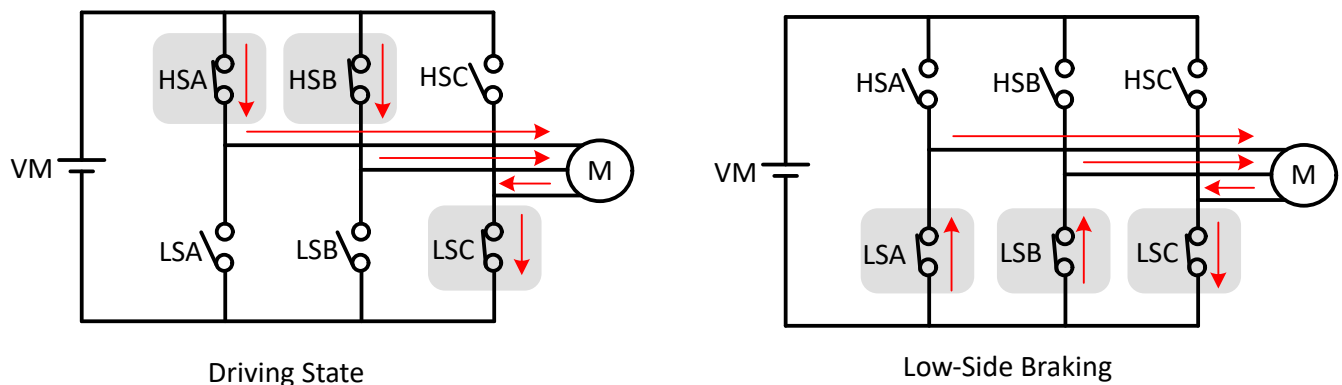 HSA HSB HSC
VM
M
LSA LSB LSC
Driving State
HSA HSB HSC
VM
M
LSA LSB LSC
Low-Side Braking